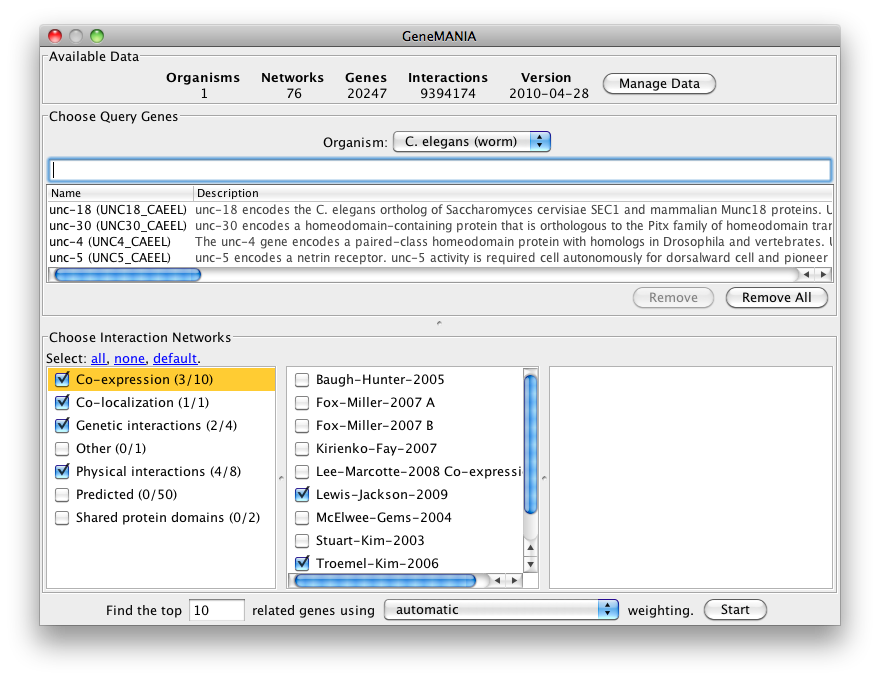 GeneMANIA
Available Data
Organisms Networks Genes Interactions Version
1 76 20247 9394174 2010-04-28
Manage Data
Choose Query Genes
Organism: C. elegans (worm)
Name Description
unc-18 (UNC18_CAEEL) unc-18 encodes the C. elegans ortholog of Saccharomyces cervisiae SEC1 and mammalian Munc18 proteins. U
unc-30 (UNC30_CAEEL) unc-30 encodes a homeodomain-containing protein that is orthologous to the Pitx family of homeodomain tran
unc-4 (UNC4_CAEEL) The unc-4 gene encodes a paired-class homeodomain protein with homologs in Drosophila and vertebrates. U
unc-5 (UNC5_CAEEL) unc-5 encodes a netrin receptor. unc-5 activity is required cell autonomously for dorsalward cell and pioneer
Remove Remove All
Choose Interaction Networks
Select: all, none, default.
Co-expression (3/10)
Co-localization (1/1)
Genetic interactions (2/4)
Other (0/1)
Physical interactions (4/8)
Predicted (0/50)
Shared protein domains (0/2)
Baugh-Hunter-2005
Fox-Miller-2007 A
Fox-Miller-2007 B
Kirienko-Fay-2007
Lee-Marcotte-2008 Co-expressi
Lewis-Jackson-2009
McElwee-Gems-2004
Stuart-Kim-2003
Troemel-Kim-2006
Find the top 10 related genes using automatic weighting. Start